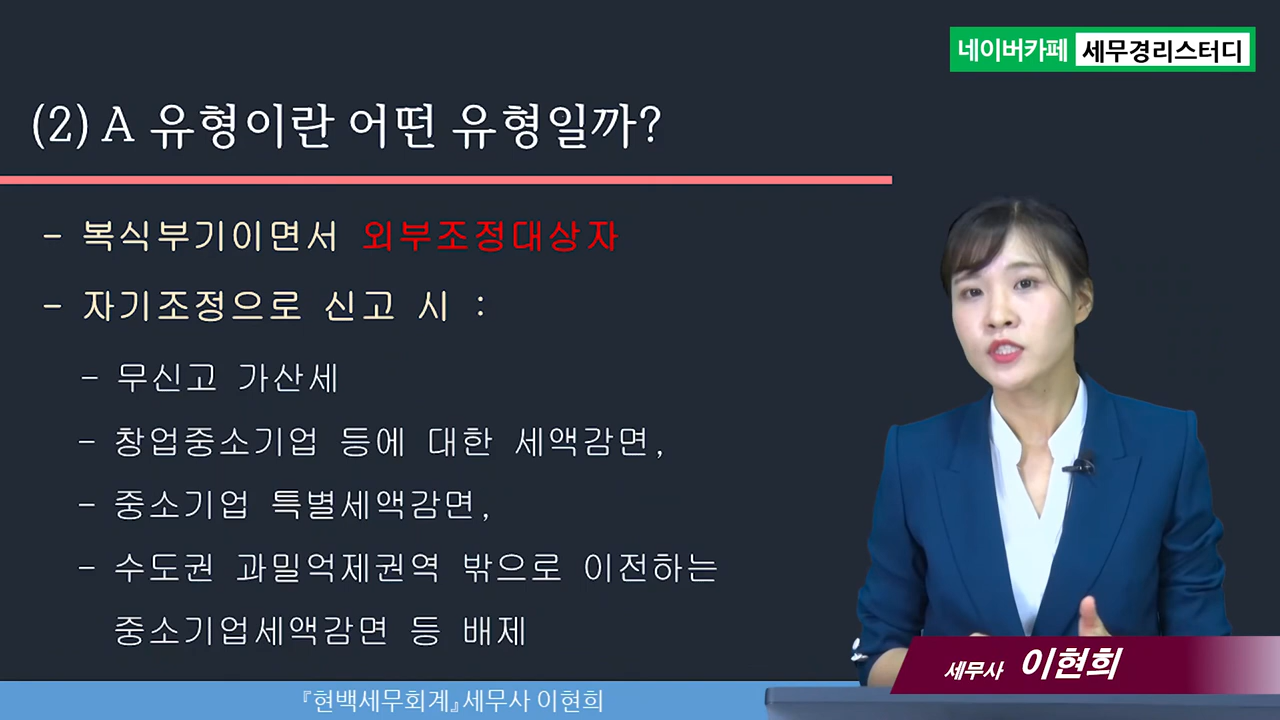 네이버카페 세무경리스터디
(2) A 유형이란 어떤 유형일까?
- 복식부기이면서 외부조정대상자
- 자기조정으로 신고 시 :
- 무신고 가산세
- 창업중소기업 등에 대한 세액감면,
- 중소기업 특별세액감면,
- 수도권 과밀억제권역 밖으로 이전하는
중소기업세액감면 등 배제
세무사 이현희
『현백세무회계』세무사 이현희